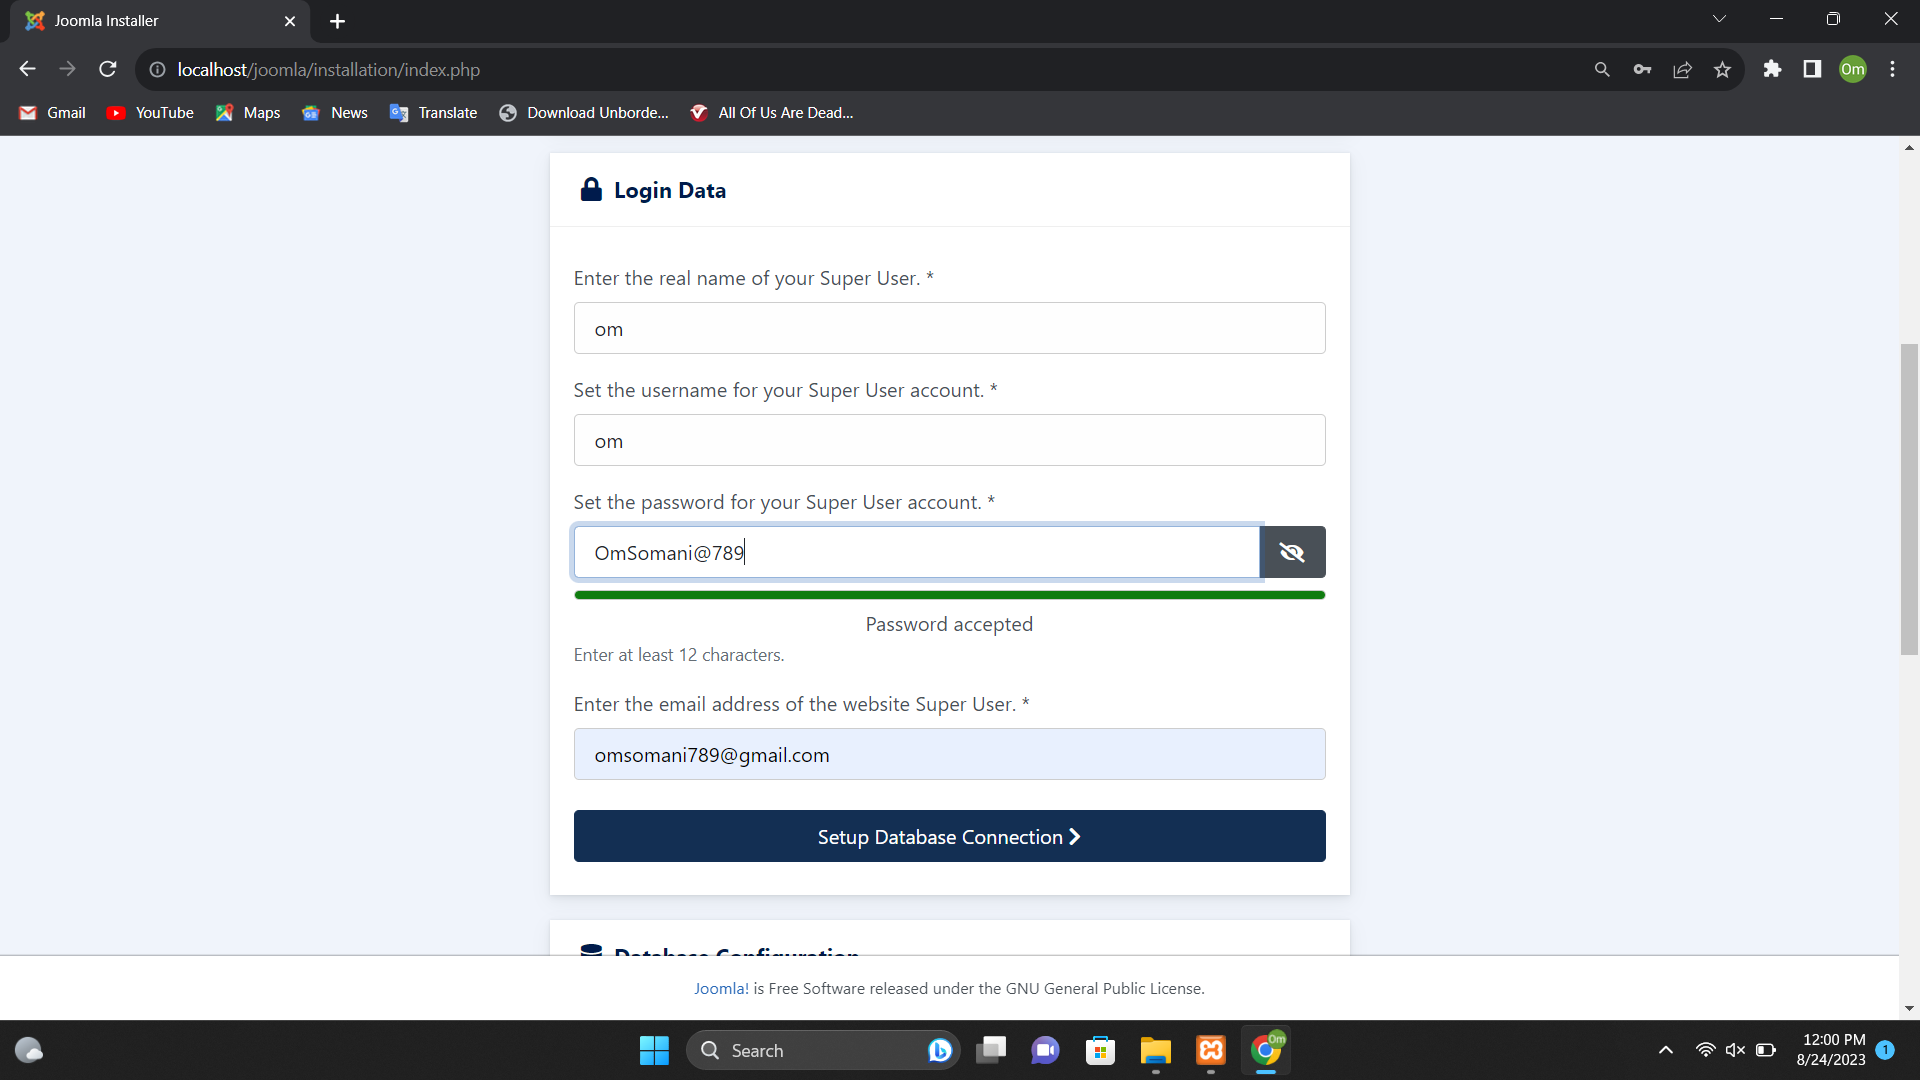 Joomla Installer
localhost/joomla/installation/index.php
Om
Gmail YouTube Maps News Translate Download Unborde... All Of Us Are Dead...
Login Data
Enter the real name of your Super User. *
om
Set the username for your Super User account. *
om
Set the password for your Super User account. *
OmSomani@789
Password accepted
Enter at least 12 characters.
Enter the email address of the website Super User. *
omsomani789@gmail.com
Setup Database Connection
Database Configuration
Joomla! is Free Software released under the GNU General Public License.
Search
Om
12:00 PM
8/24/2023
1